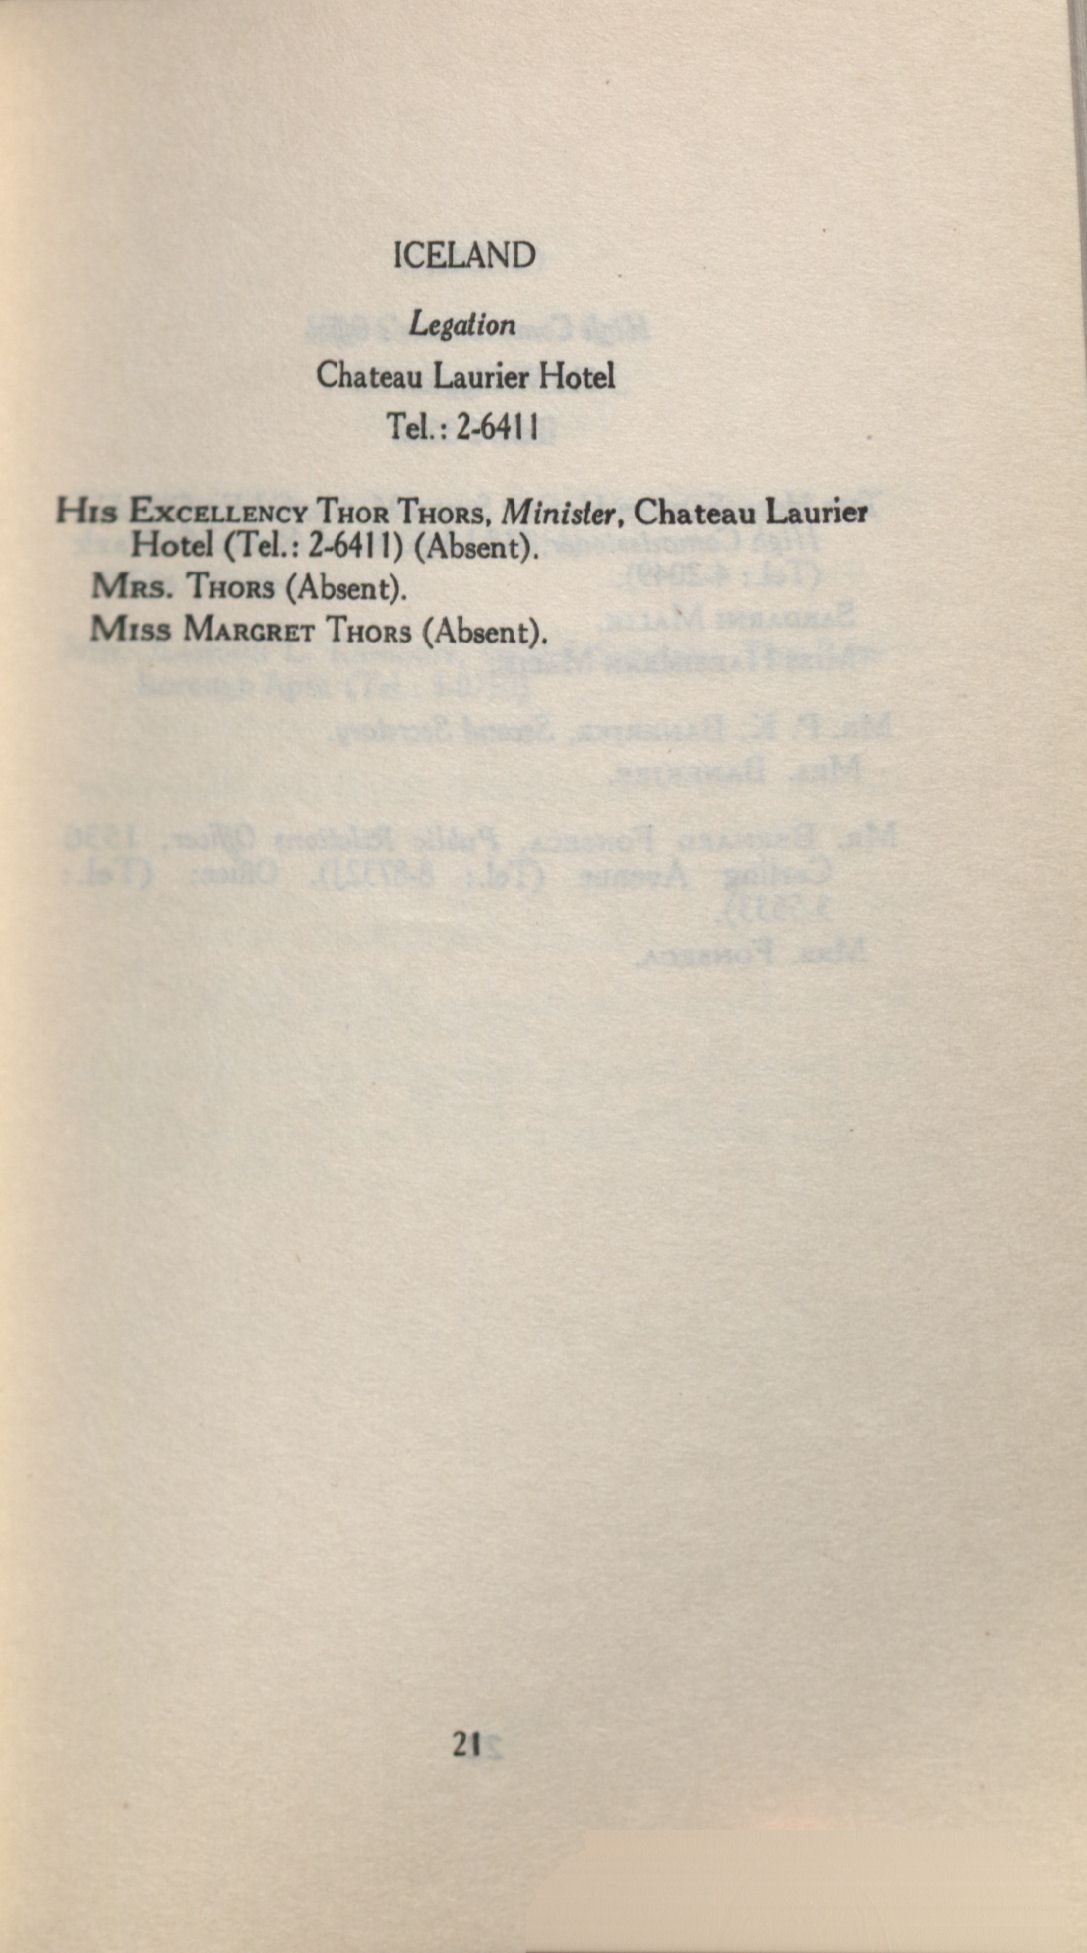 ICELAND
Legation
Chateau Laurier Hotel
Tel.: 2-6411
His Excellency Thor Thors, Minister, Chateau Laurier
Hotel (Tel.: 2-6411) (Absent).
Mrs. Thors (Absent).
Miss Margret Thors (Absent).
21